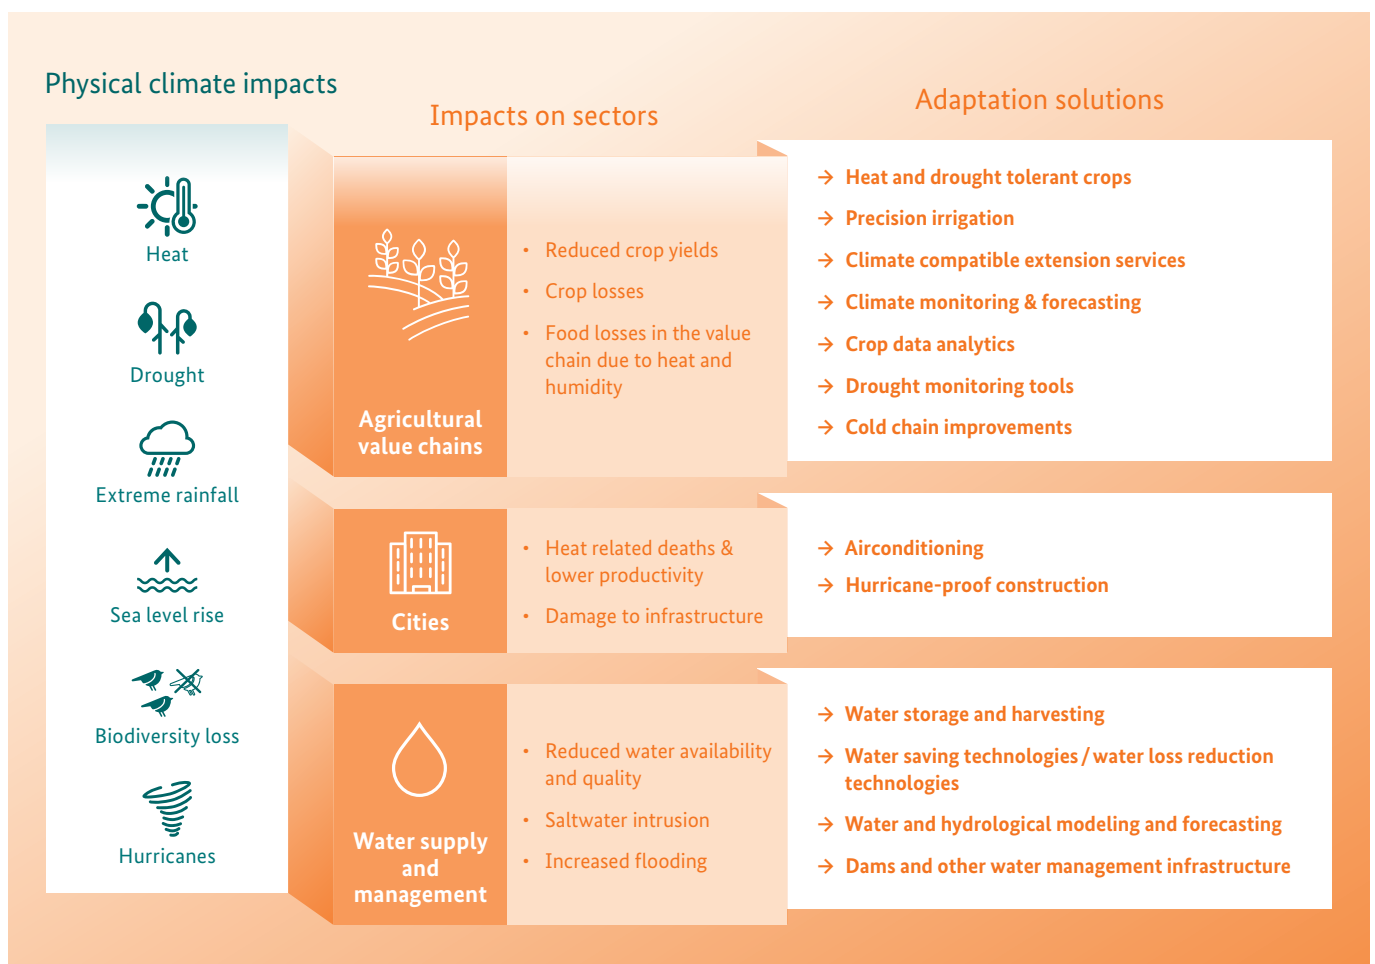 Physical climate impacts
Heat
Drought
Extreme rainfall
Sea level rise
Biodiversity loss
Hurricanes
Impacts on sectors
Agricultural
value chains
• Reduced crop yields
• Crop losses
• Food losses in the value
chain due to heat and
humidity
Cities
• Heat related deaths &
lower productivity
• Damage to infrastructure
Water supply
and
management
• Reduced water availability
and quality
• Saltwater intrusion
• Increased flooding
Adaptation solutions
→ Heat and drought tolerant crops
→ Precision irrigation
→ Climate compatible extension services
→ Climate monitoring & forecasting
→ Crop data analytics
→ Drought monitoring tools
→ Cold chain improvements
→ Airconditioning
→ Hurricane-proof construction
→ Water storage and harvesting
→ Water saving technologies / water loss reduction
technologies
→ Water and hydrological modeling and forecasting
→ Dams and other water management infrastructure